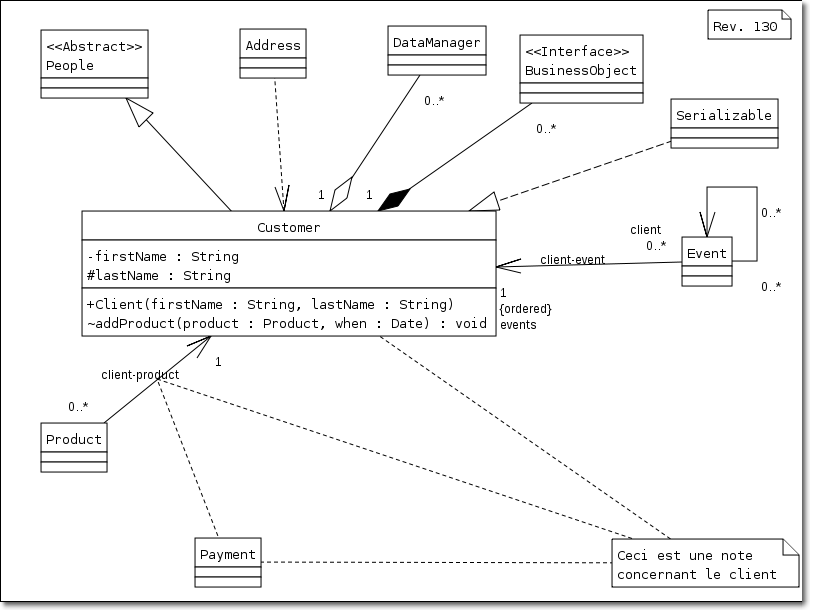 Rev. 130
<<Abstract>>
People
Address
DataManager
<<Interface>>
BusinessObject
Serializable
0..*
0..*
1
1
Customer
-firstName : String
#lastName : String
+Client(firstName : String, lastName : String)
~addProduct(product : Product, when : Date) : void
client
0..*
client-event
1
{ordered}
events
Event
0..*
0..*
1
client-product
0..*
Product
Payment
Ceci est une note
concernant le client